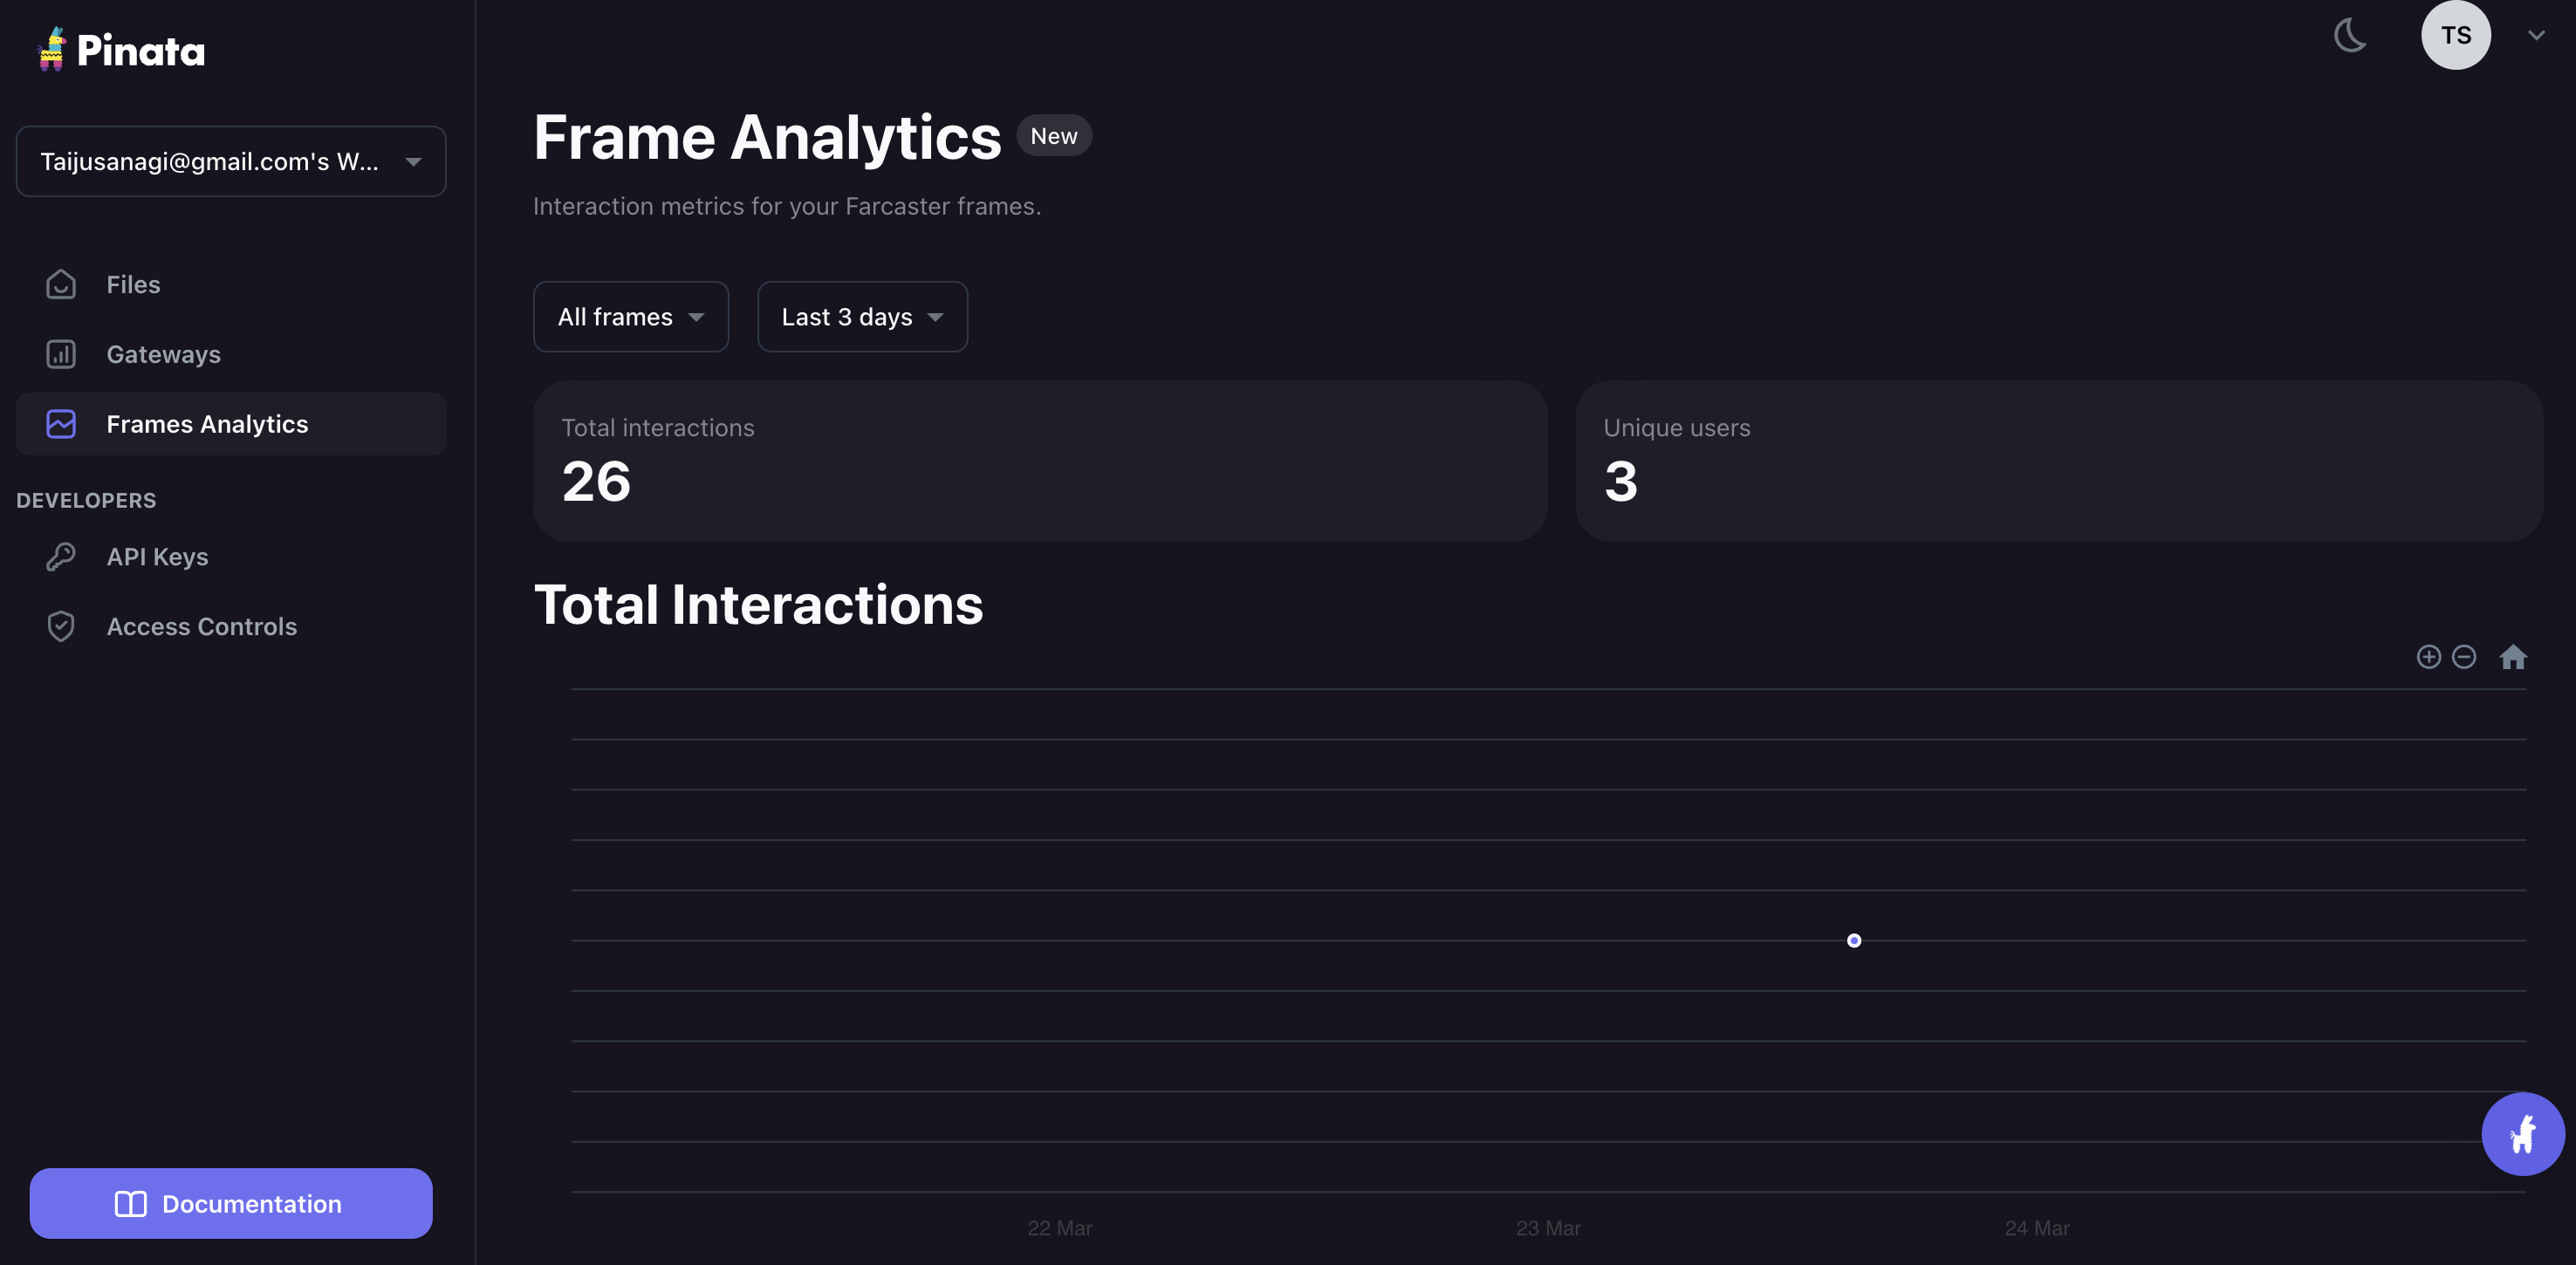 Pinata
Taijusanagi@gmail.com's W...
Files
Gateways
Frames Analytics
DEVELOPERS
API Keys
Access Controls
Documentation
TS
Frame Analytics New
Interaction metrics for your Farcaster frames.
All frames
Last 3 days
Total interactions
26
Unique users
3
Total Interactions
22 Mar
23 Mar
24 Mar